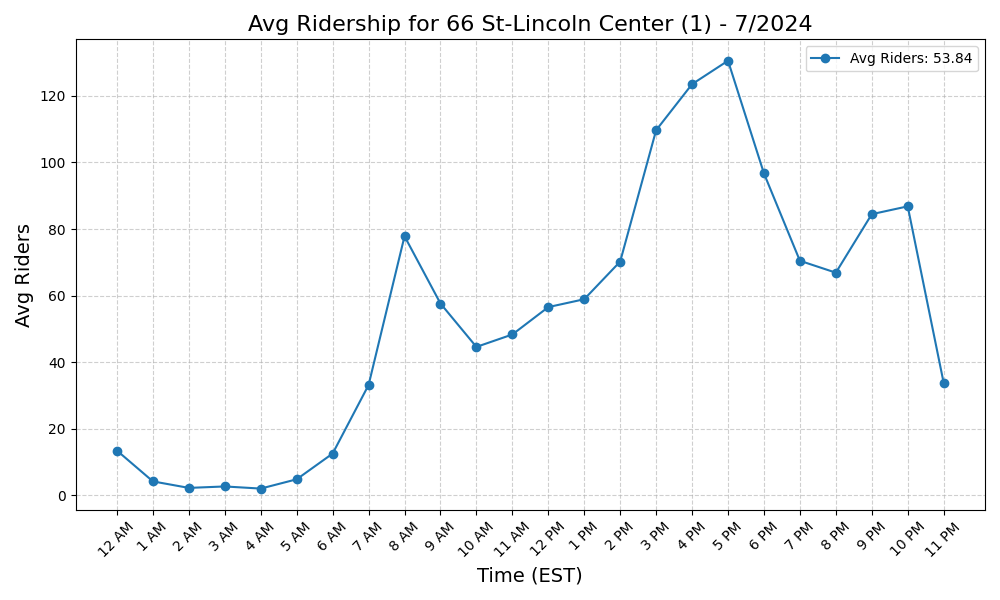 Avg Ridership for 66 St-Lincoln Center (1) - 7/2024
Avg Riders: 53.84
Avg Riders
120
100
80
60
40
20
0
12 AM
1 AM
2 AM
3 AM
4 AM
5 AM
6 AM
7 AM
8 AM
9 AM
10 AM
11 AM
12 PM
1 PM
2 PM
3 PM
4 PM
5 PM
6 PM
7 PM
8 PM
9 PM
10 PM
11 PM
Time (EST)